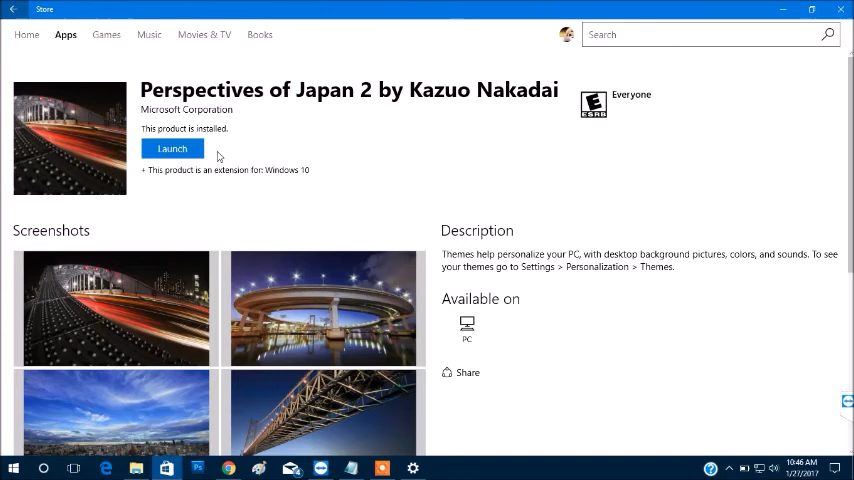 Store
Home Apps Games Music Movies & TV Books Search
Perspectives of Japan 2 by Kazuo Nakadai
Microsoft Corporation
This product is installed.
Launch
+ This product is an extension for: Windows 10
E
ESRB
Everyone
Screenshots
Description
Themes help personalize your PC, with desktop background pictures, colors, and sounds. To see
your themes go to Settings > Personalization > Themes.
Available on
PC
Share
Ps
4
10:46 AM
1/27/2017